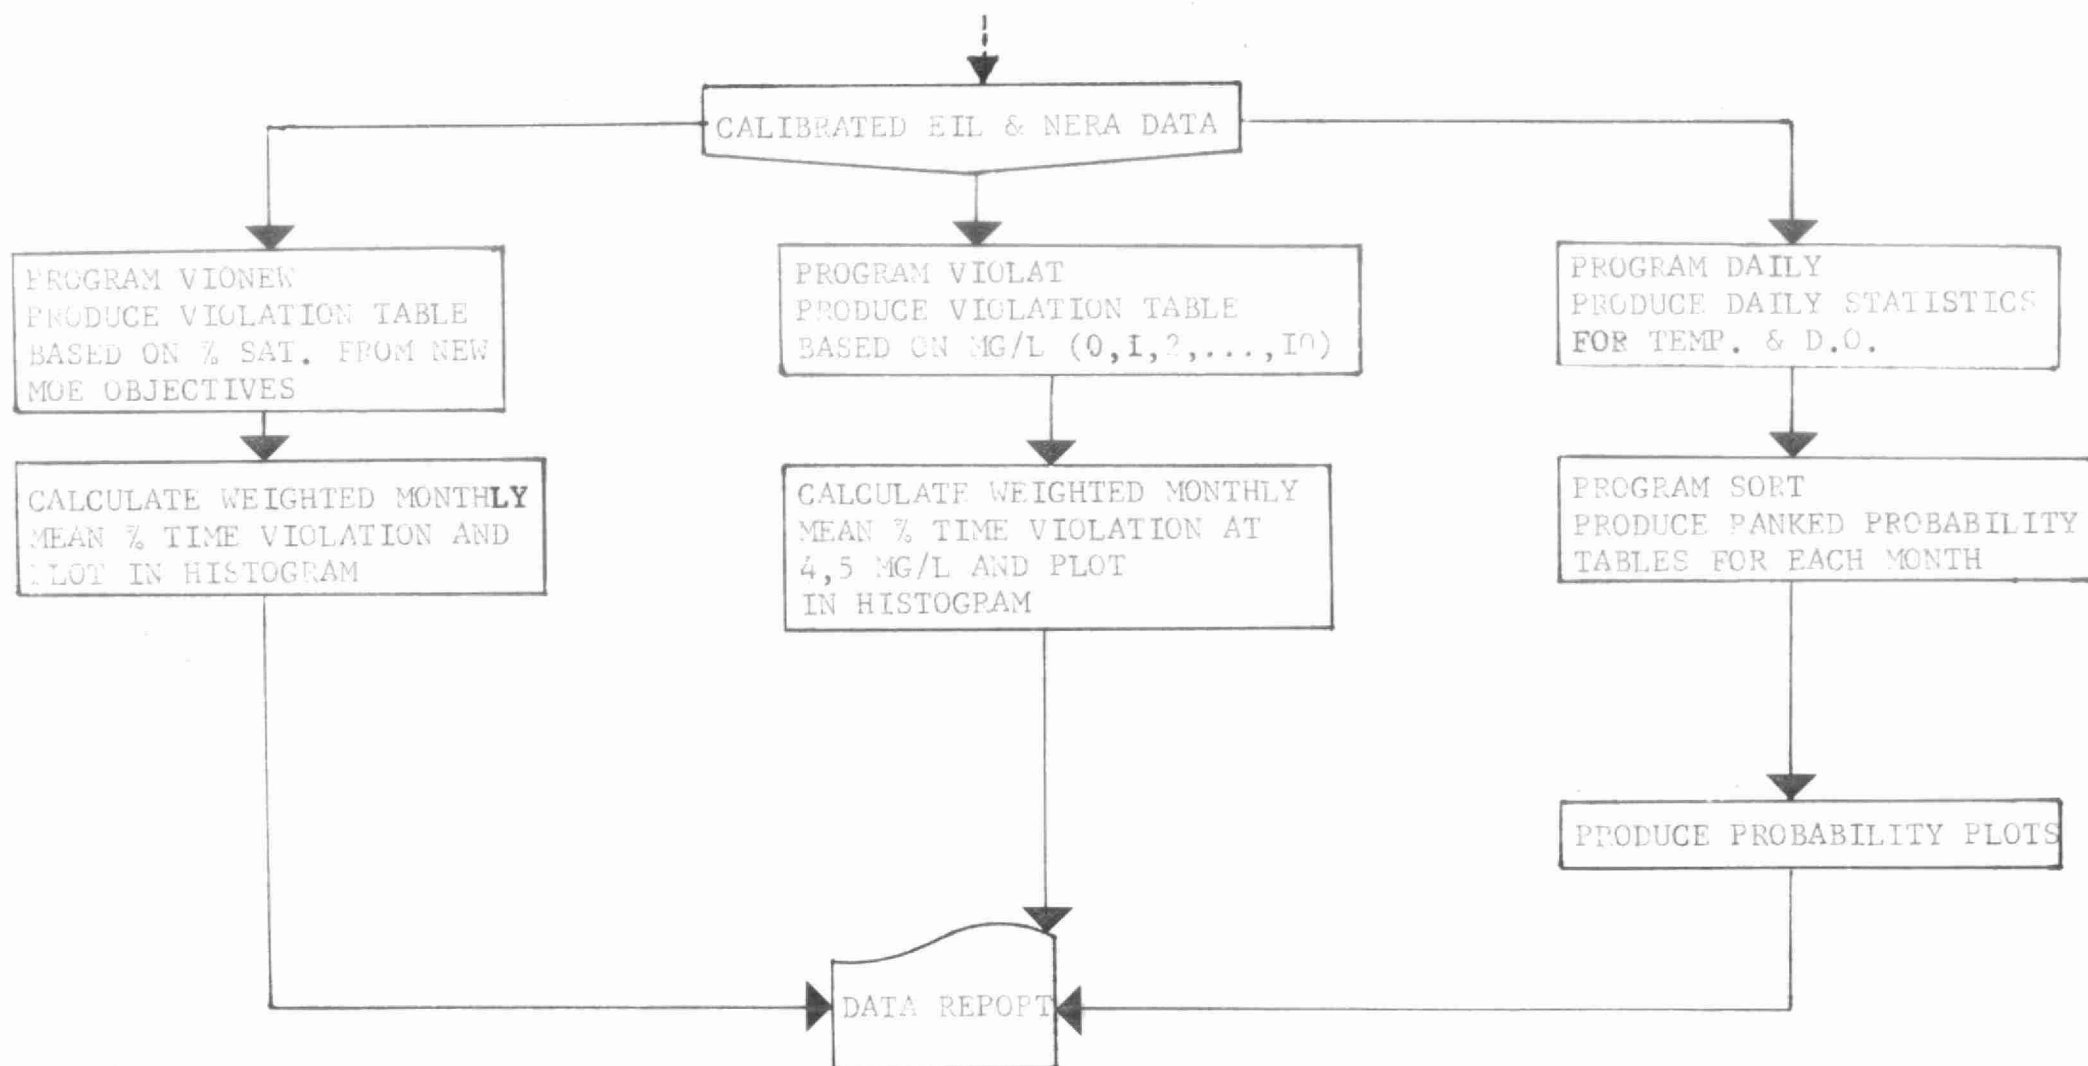 CALIBRATED EIL & NERA DATA
PROGRAM VIONEW
PRODUCE VIOLATION TABLE
BASED ON % SAT. FROM NEW
MOE OBJECTIVES
CALCULATE WEIGHTED MONTHLY
MEAN % TIME VIOLATION AND
PLOT IN HISTOGRAM
PROGRAM VIOLAT
PRODUCE VIOLATION TABLE
BASED ON MG/L (0,1,2,...,10)
CALCULATE WEIGHTED MONTHLY
MEAN % TIME VIOLATION AT
4,5 MG/L AND PLOT
IN HISTOGRAM
PROGRAM DAILY
PRODUCE DAILY STATISTICS
FOR TEMP. & D.O.
PROGRAM SORT
PRODUCE RANKED PROBABILITY
TABLES FOR EACH MONTH
PRODUCE PROBABILITY PLOTS
DATA REPORT